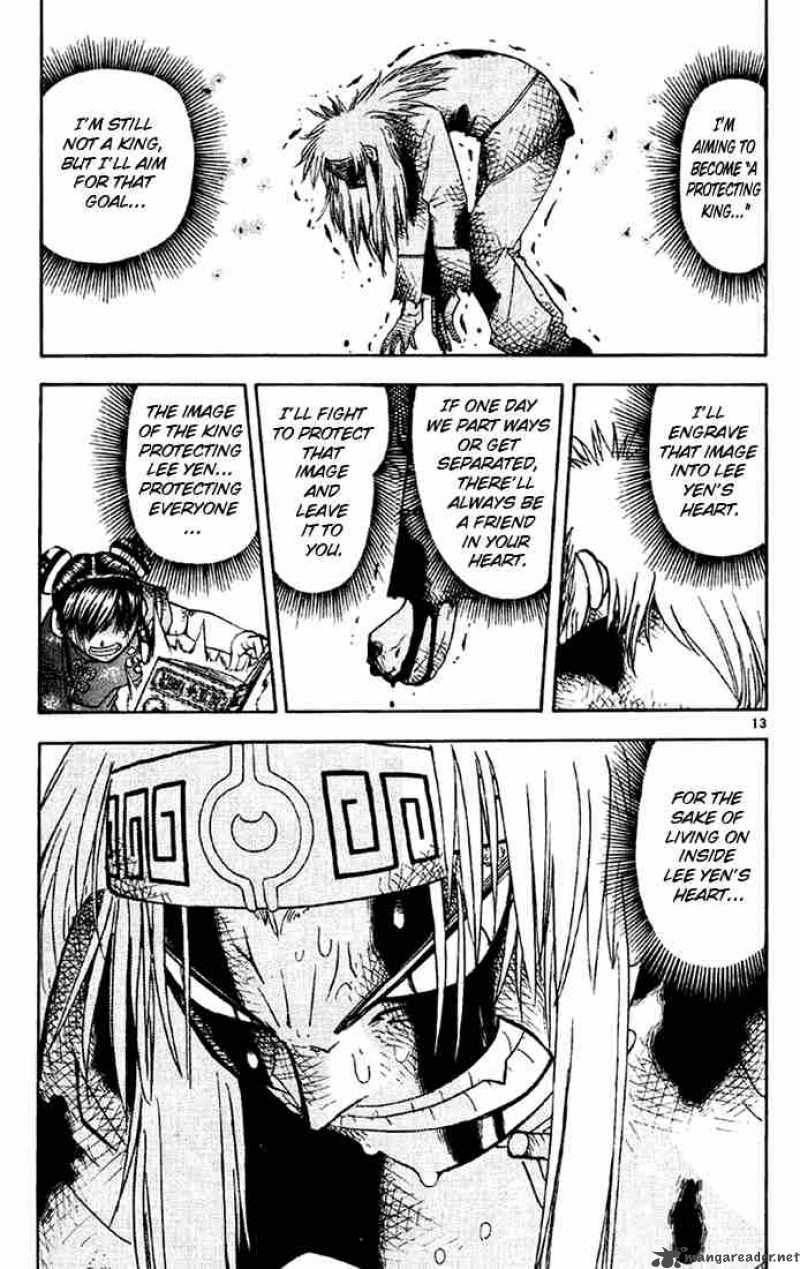 I'M
AIMING TO
BECOME "A
PROTECTING
KING..."
I'M STILL
NOT A KING,
BUT I'LL AIM
FOR THAT
GOAL...
I'LL
ENGRAVE
THAT IMAGE
INTO LEE
YEN'S
HEART.
IF ONE DAY
WE PART WAYS
OR GET
SEPARATED,
THERE'LL
ALWAYS BE
A FRIEND
IN YOUR
HEART.
I'LL FIGHT
TO PROTECT
THAT
IMAGE
AND
LEAVE
IT TO
YOU.
THE IMAGE
OF THE KING
PROTECTING
LEE YEN...
PROTECTING
EVERYONE
...
13
FOR THE
SAKE OF
LIVING ON
INSIDE
LEE YEN'S
HEART...
mangareader.net